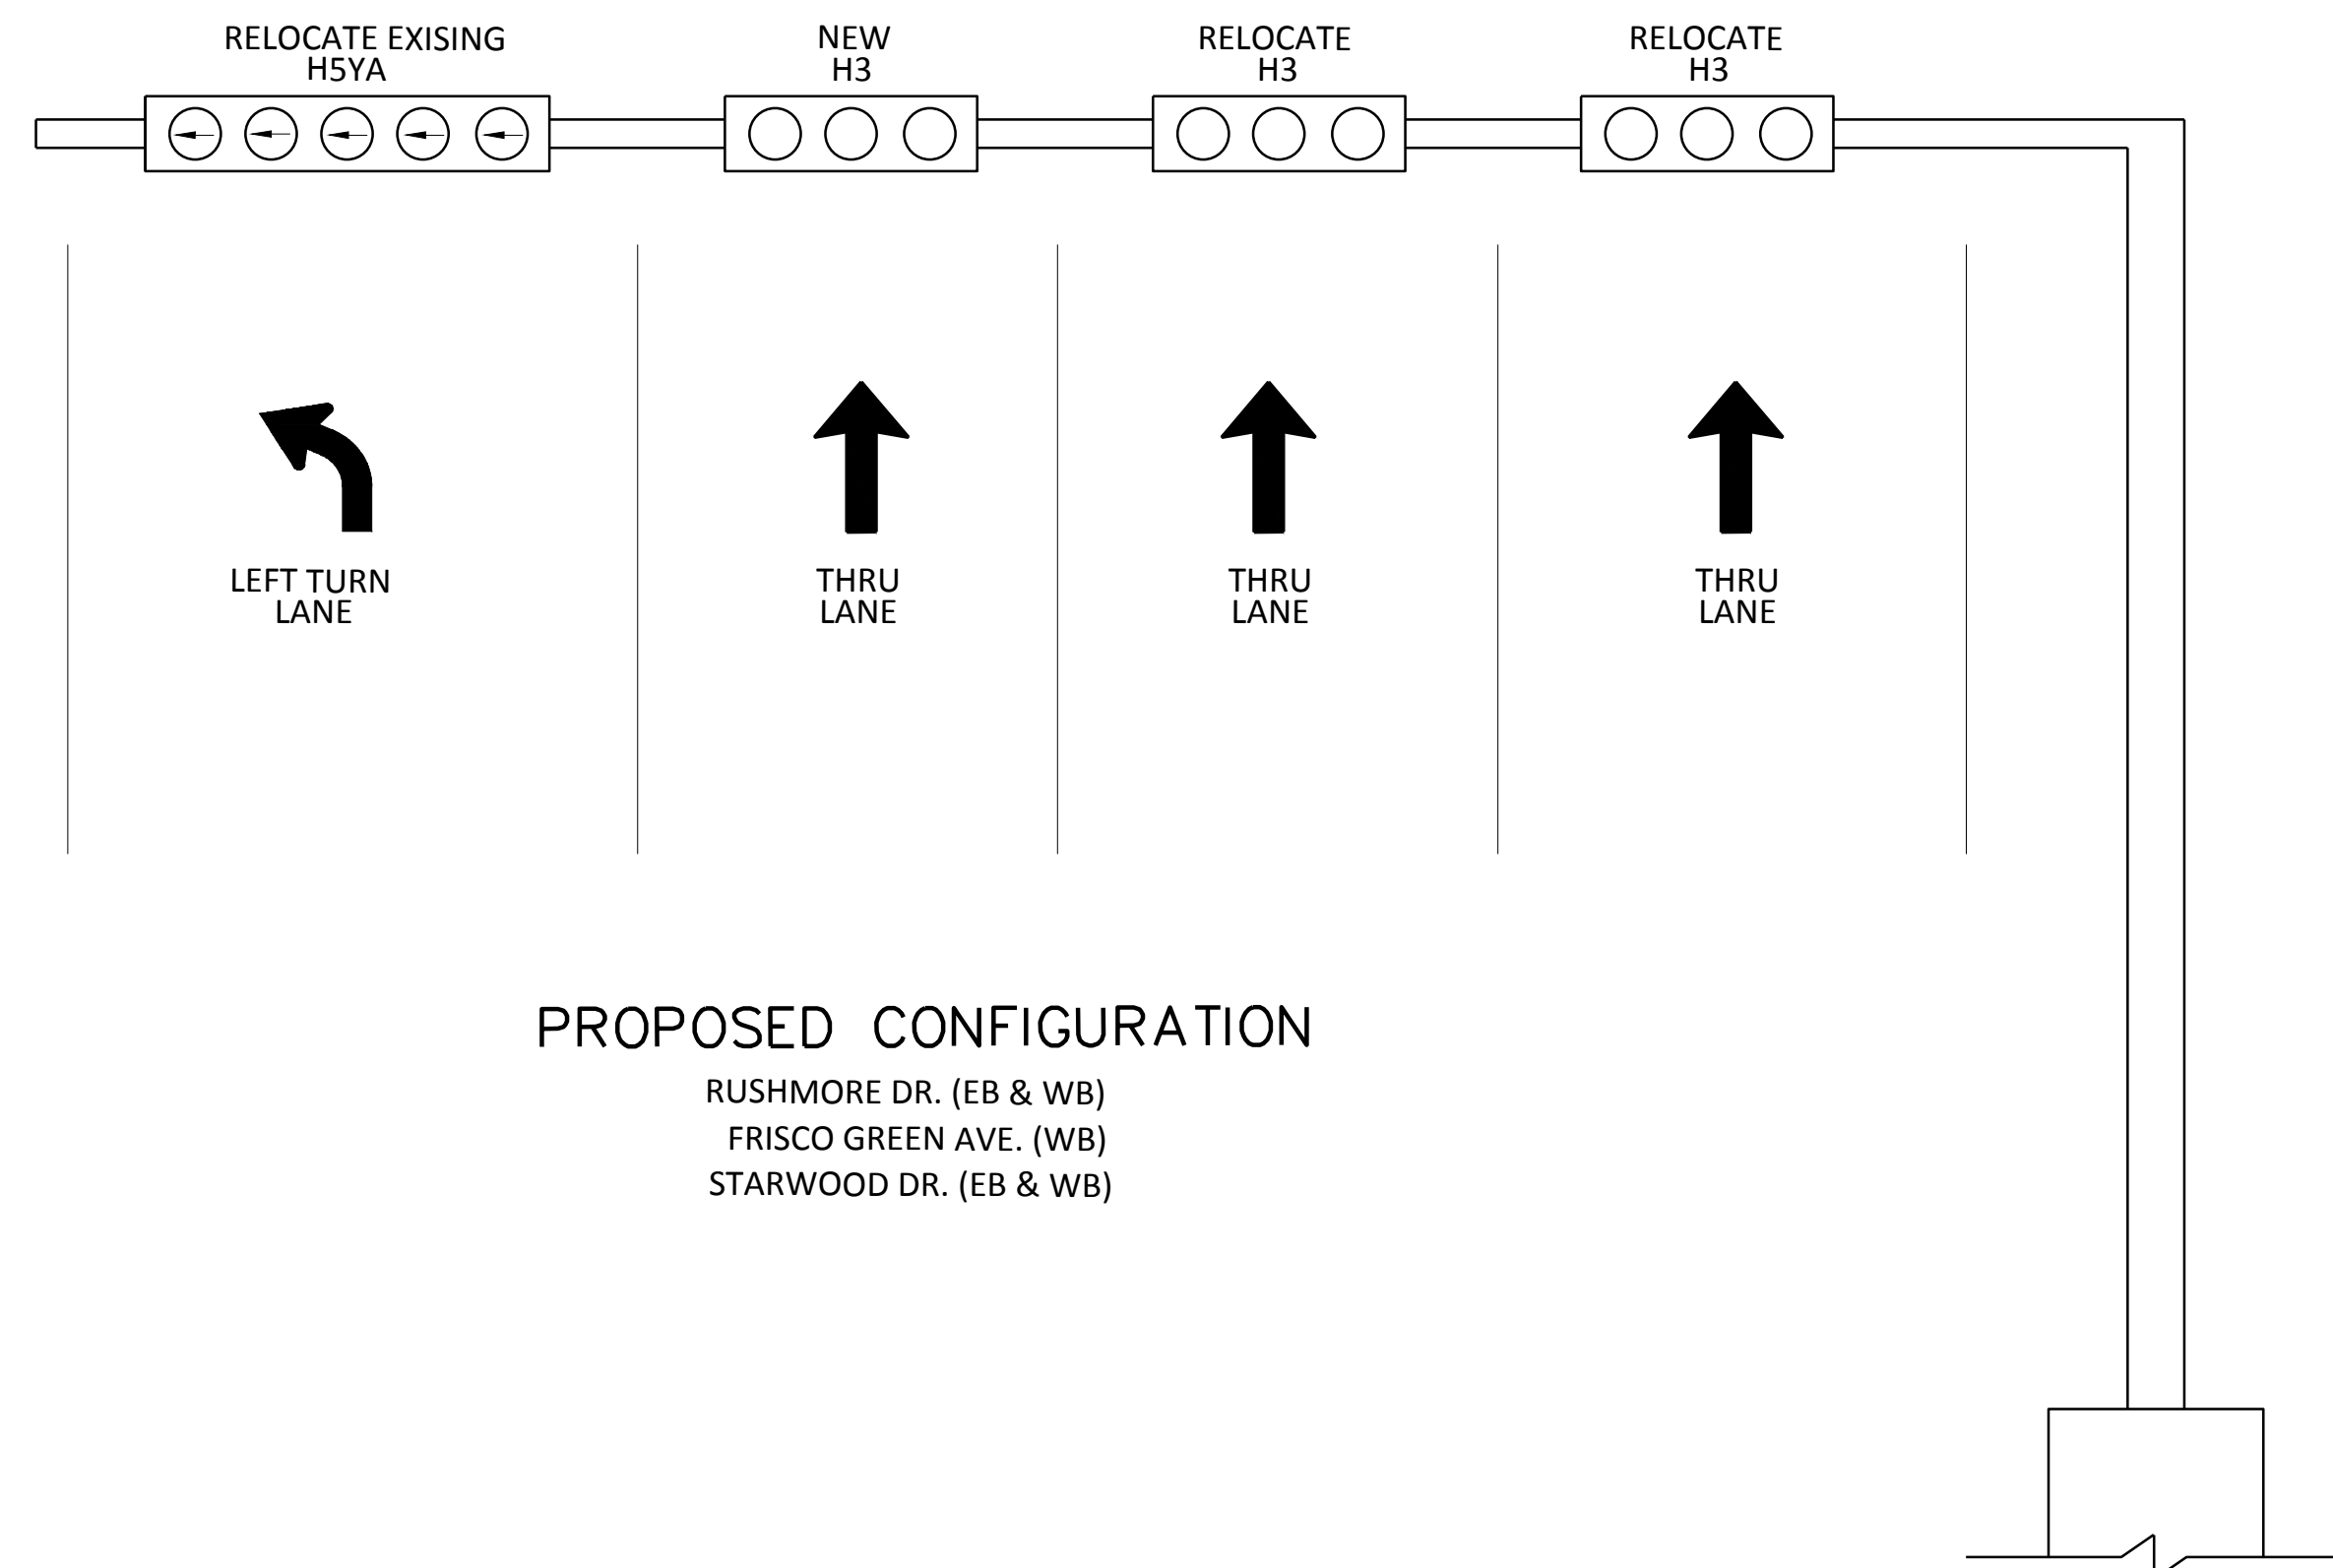 RELOCATE EXISING
H5YA
NEW
H3
RELOCATE
H3
RELOCATE
H3
LEFT TURN
LANE
THRU
LANE
THRU
LANE
THRU
LANE
PROPOSED CONFIGURATION
RUSHMORE DR. (EB & WB)
FRISCO GREEN AVE. (WB)
STARWOOD DR. (EB & WB)